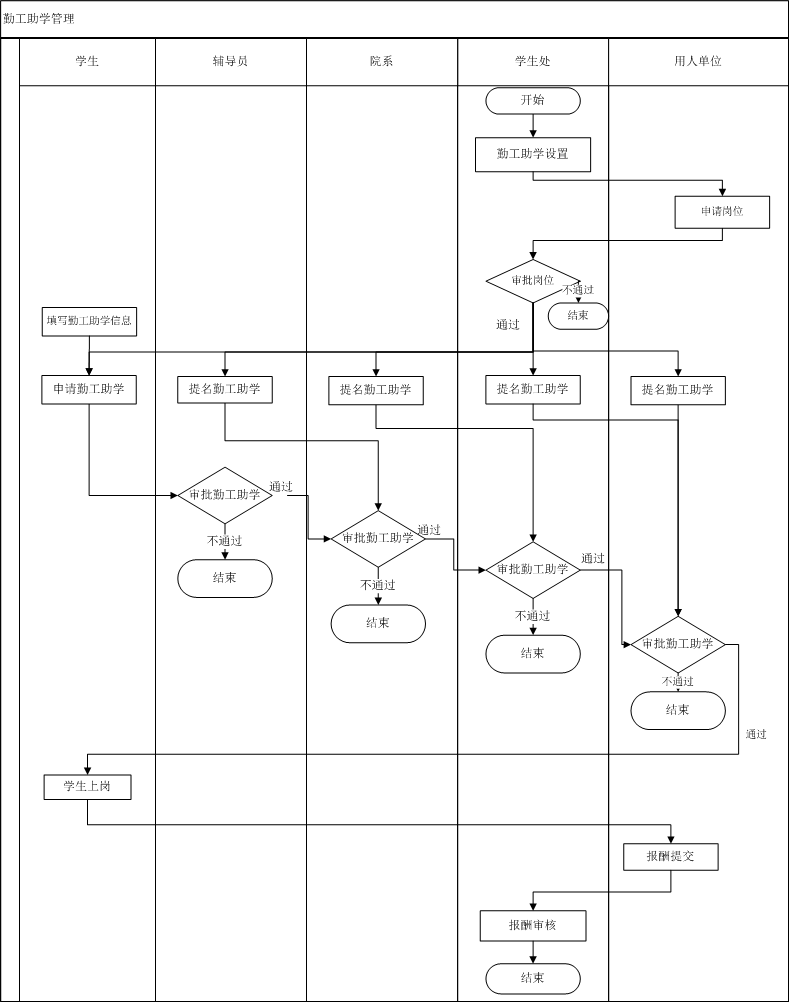 勤工助学管理
学生
辅导员
院系
学生处
用人单位
开始
勤工助学设置
申请岗位
审批岗位
不通过
结束
通过
填写勤工助学信息
申请勤工助学
提名勤工助学
提名勤工助学
提名勤工助学
提名勤工助学
审批勤工助学
通过
不通过
结束
审批勤工助学
通过
不通过
结束
审批勤工助学
通过
不通过
结束
审批勤工助学
不通过
结束
通过
学生上岗
报酬提交
报酬审核
结束